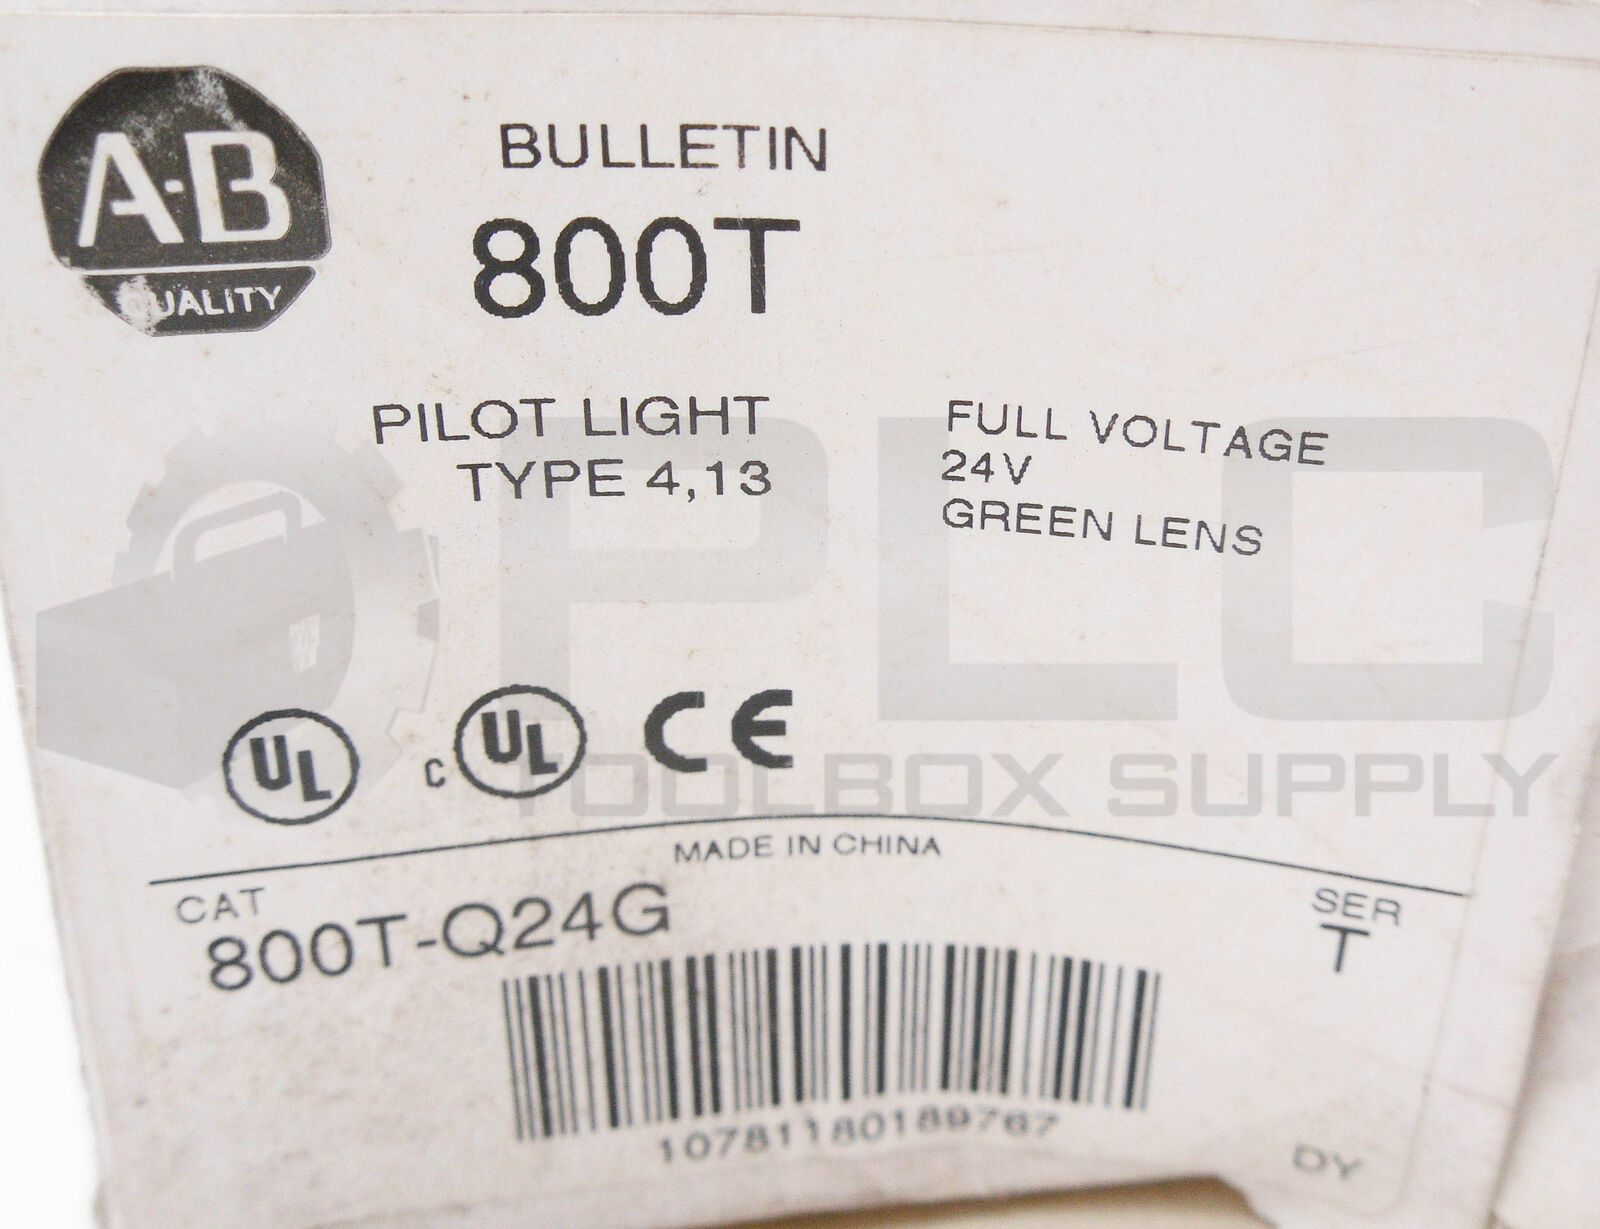 A-B
QUALITY
BULLETIN
800T
PILOT LIGHT
TYPE 4,13
FULL VOLTAGE
24V
GREEN LENS
PLC
TOOLBOX SUPPLY
UL
C UL
CE
MADE IN CHINA
CAT
800T-Q24G
SER
T
10781180189767
DY